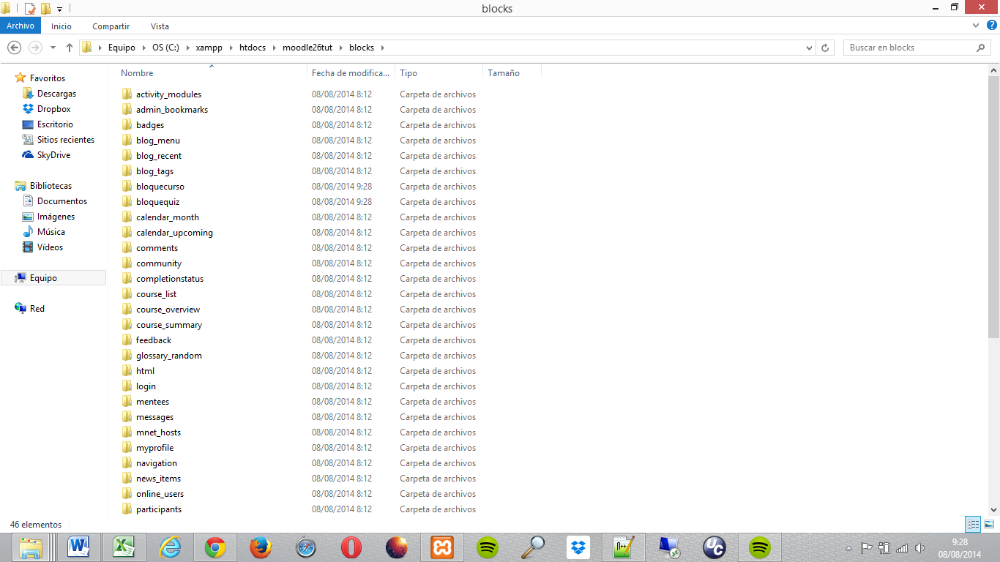 blocks
Archivo Inicio Compartir Vista
Equipo OS (C:) xampp htdocs moodle26tut blocks Buscar en blocks
Nombre Fecha de modifica... Tipo Tamaño
Favoritos
Descargas
Dropbox
Escritorio
Sitios recientes
SkyDrive
Bibliotecas
Documentos
Imágenes
Música
Vídeos
Equipo
Red
activity_modules 08/08/2014 8:12 Carpeta de archivos
admin_bookmarks 08/08/2014 8:12 Carpeta de archivos
badges 08/08/2014 8:12 Carpeta de archivos
blog_menu 08/08/2014 8:12 Carpeta de archivos
blog_recent 08/08/2014 8:12 Carpeta de archivos
blog_tags 08/08/2014 8:12 Carpeta de archivos
bloquecurso 08/08/2014 9:28 Carpeta de archivos
bloquequiz 08/08/2014 9:28 Carpeta de archivos
calendar_month 08/08/2014 8:12 Carpeta de archivos
calendar_upcoming 08/08/2014 8:12 Carpeta de archivos
comments 08/08/2014 8:12 Carpeta de archivos
community 08/08/2014 8:12 Carpeta de archivos
completionstatus 08/08/2014 8:12 Carpeta de archivos
course_list 08/08/2014 8:12 Carpeta de archivos
course_overview 08/08/2014 8:12 Carpeta de archivos
course_summary 08/08/2014 8:12 Carpeta de archivos
feedback 08/08/2014 8:12 Carpeta de archivos
glossary_random 08/08/2014 8:12 Carpeta de archivos
html 08/08/2014 8:12 Carpeta de archivos
login 08/08/2014 8:12 Carpeta de archivos
mentees 08/08/2014 8:12 Carpeta de archivos
messages 08/08/2014 8:12 Carpeta de archivos
mnet_hosts 08/08/2014 8:12 Carpeta de archivos
myprofile 08/08/2014 8:12 Carpeta de archivos
navigation 08/08/2014 8:12 Carpeta de archivos
news_items 08/08/2014 8:12 Carpeta de archivos
online_users 08/08/2014 8:12 Carpeta de archivos
participants 08/08/2014 8:12 Carpeta de archivos
46 elementos
9:28
08/08/2014